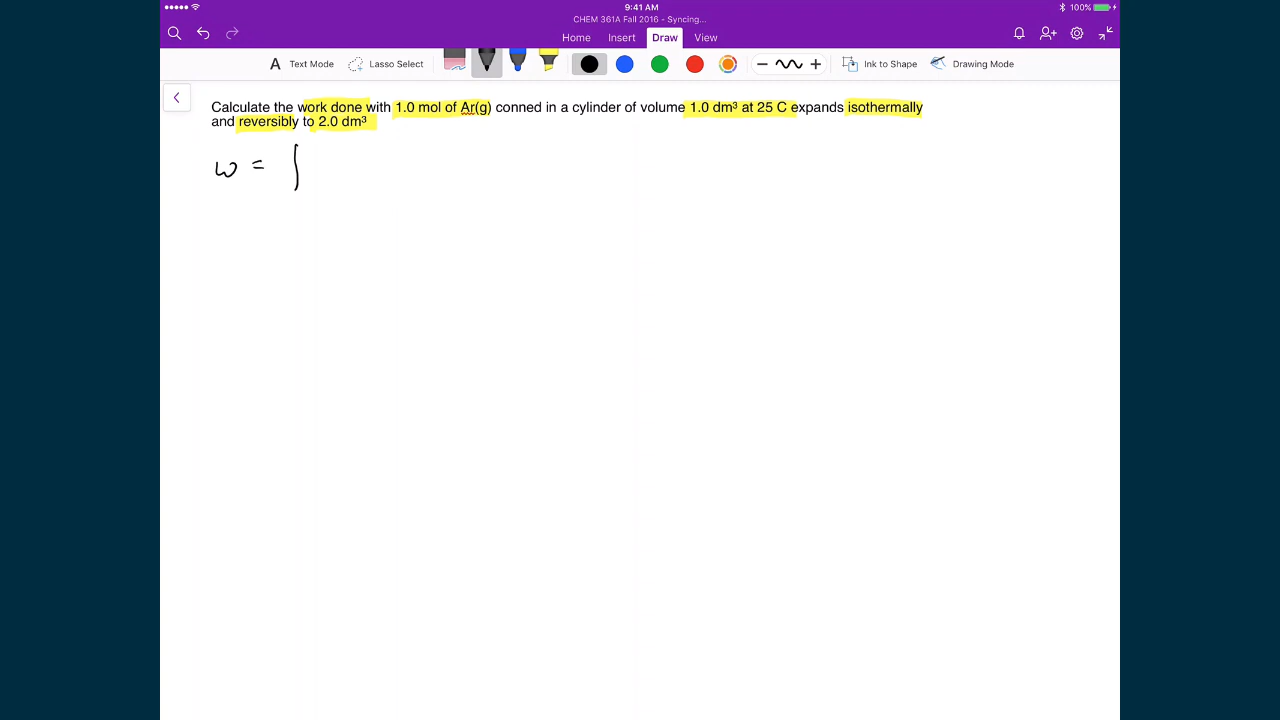 9:41 AM
100%
CHEM 361A Fall 2016 - Syncing...
Home Insert Draw View
A Text Mode Lasso Select Ink to Shape Drawing Mode
Calculate the work done with 1.0 mol of Ar(g) conned in a cylinder of volume 1.0 dm³ at 25 C expands isothermally
and reversibly to 2.0 dm³
w = ∫